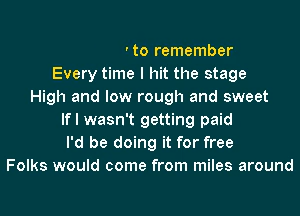 to remember
Every time I hit the stage
High and low rough and sweet
If I wasn't getting paid
I'd be doing it for free
Folks would come from miles around